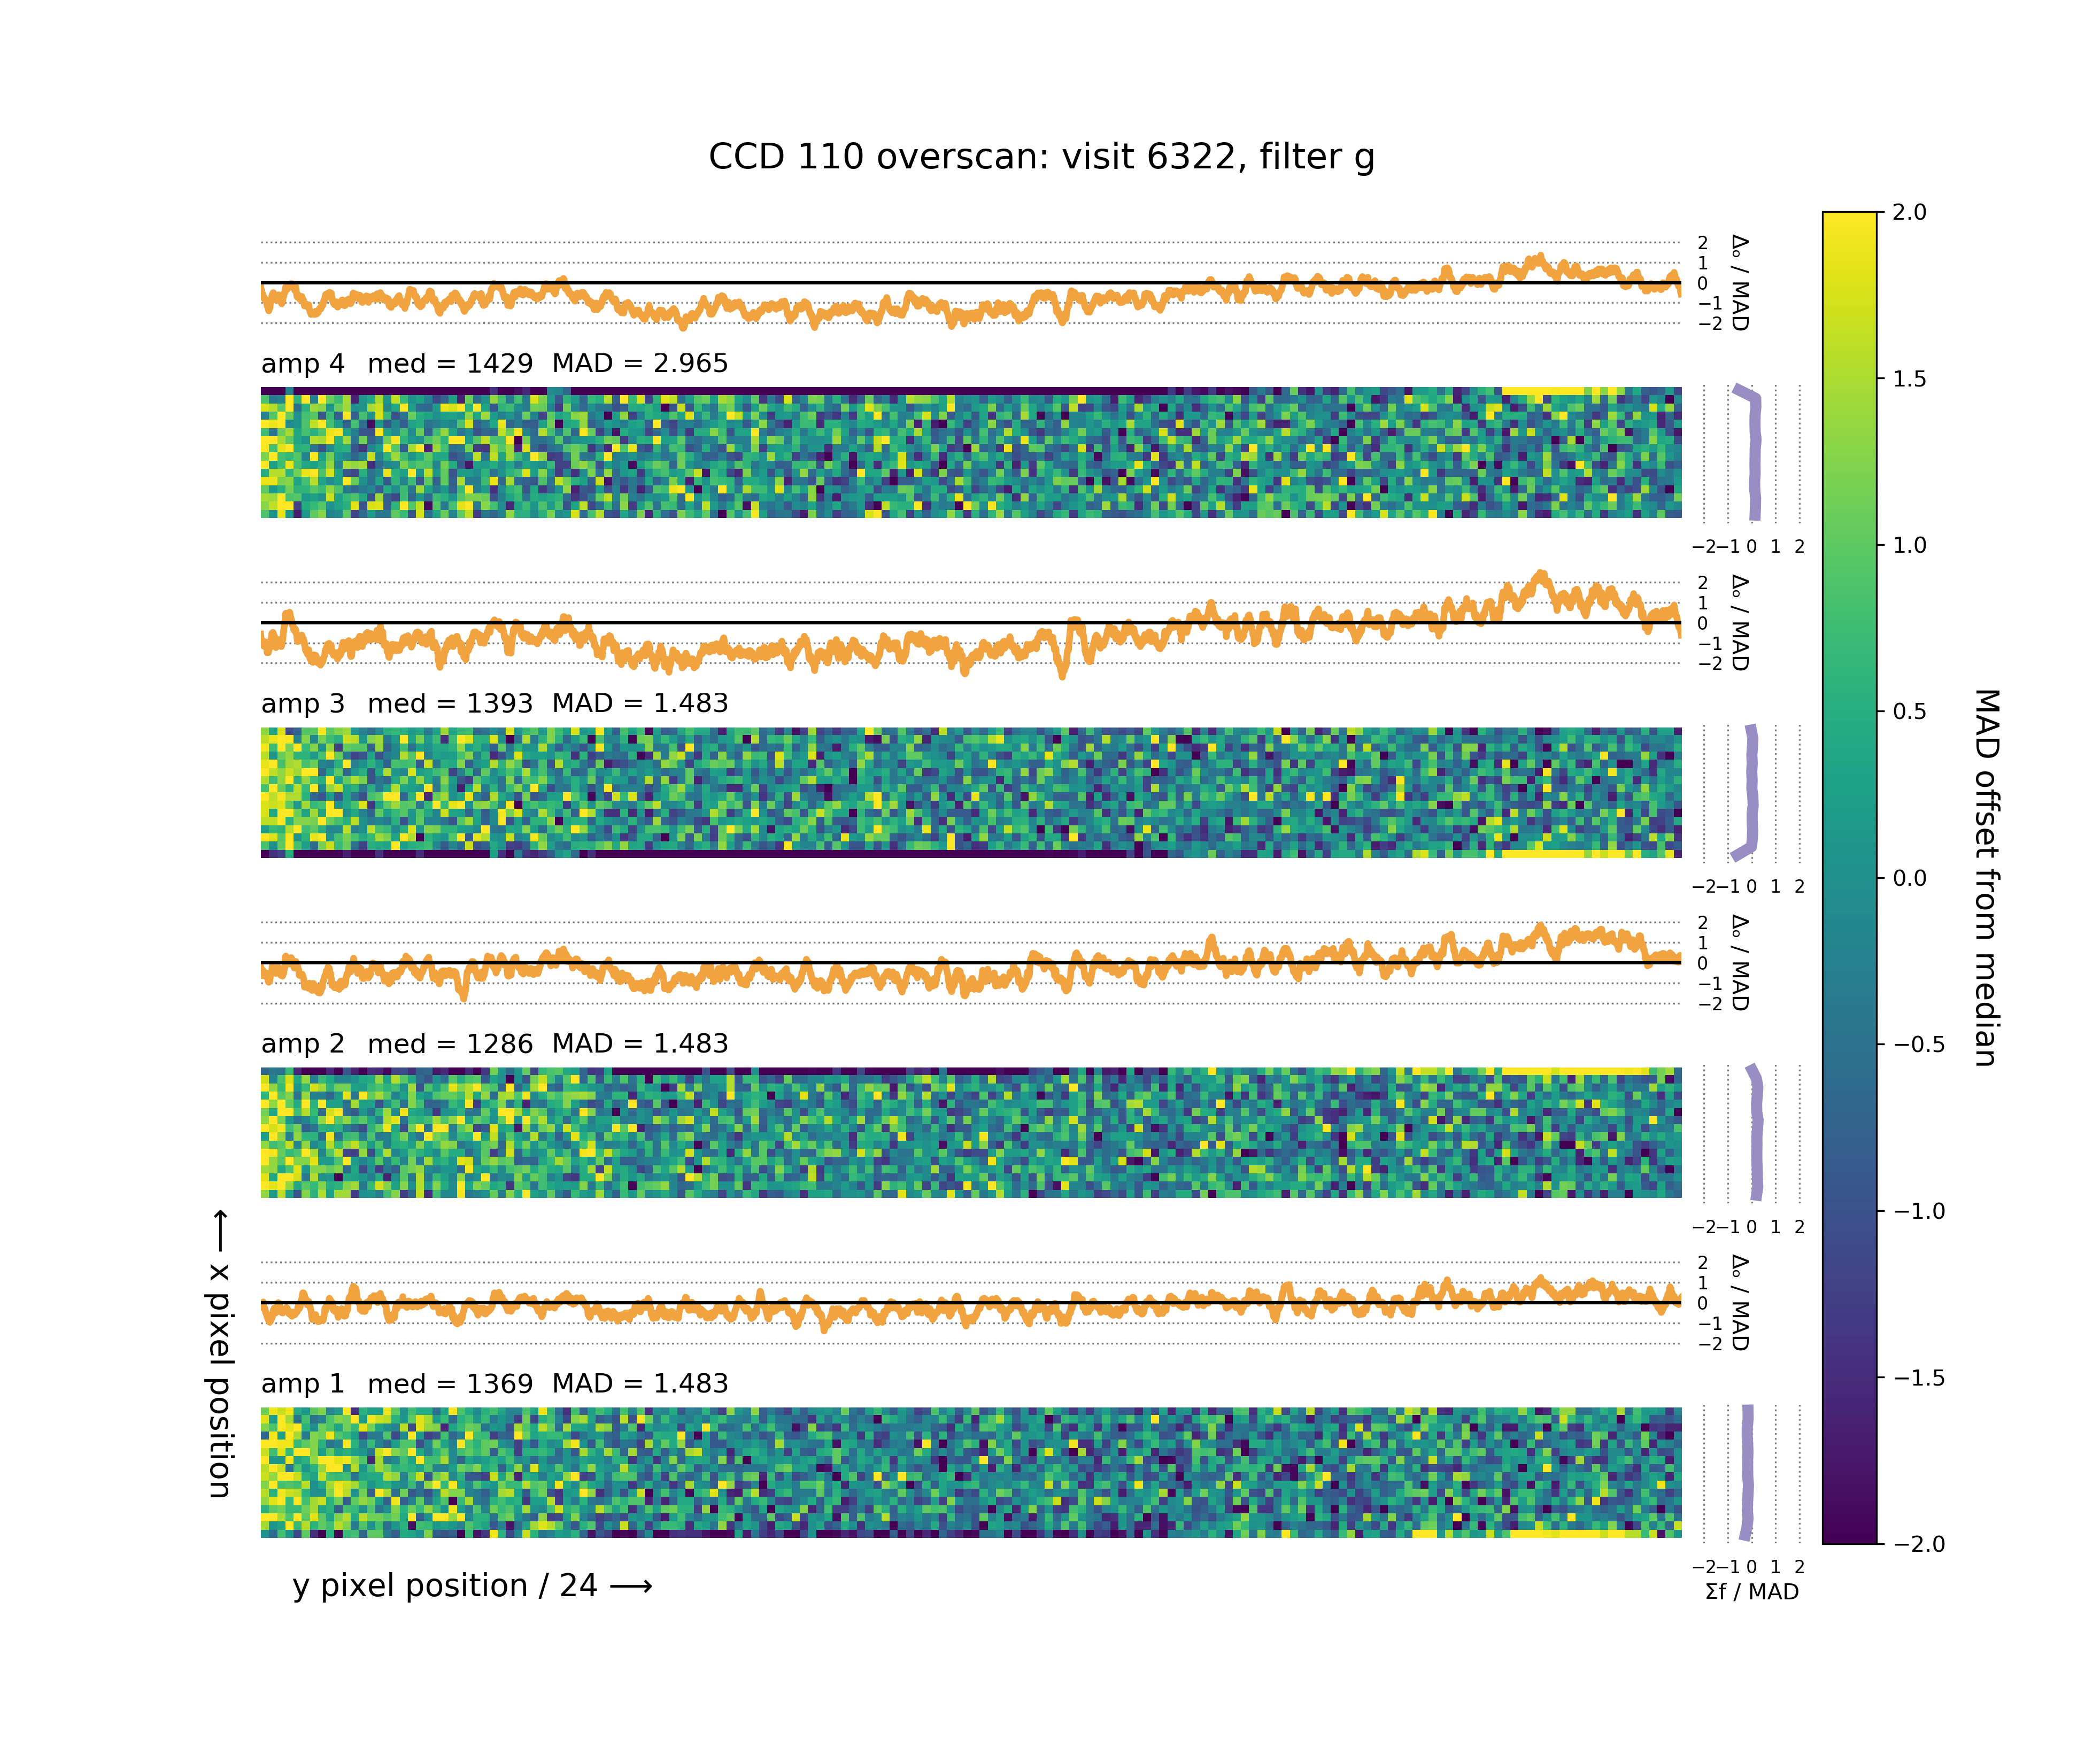 CCD 110 overscan: visit 6322, filter g
2
1
0
−1
−2
Δₒ / MAD
amp 4 med = 1429 MAD = 2.965
−2 −1 0 1 2
2
1
0
−1
−2
Δₒ / MAD
amp 3 med = 1393 MAD = 1.483
−2 −1 0 1 2
2
1
0
−1
−2
Δₒ / MAD
amp 2 med = 1286 MAD = 1.483
−2 −1 0 1 2
2
1
0
−1
−2
Δₒ / MAD
amp 1 med = 1369 MAD = 1.483
−2 −1 0 1 2
Σf / MAD
y pixel position / 24 ⟶
⟵ x pixel position
2.0
1.5
1.0
0.5
0.0
−0.5
−1.0
−1.5
−2.0
MAD offset from median